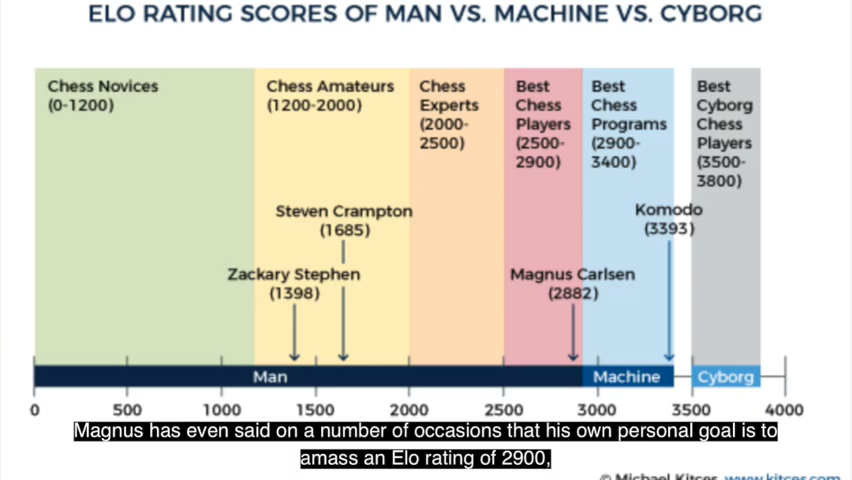 ELO RATING SCORES OF MAN VS. MACHINE VS. CYBORG
Chess Novices
(0-1200)
Chess Amateurs
(1200-2000)
Chess
Experts
(2000-
2500)
Best
Chess
Players
(2500-
2900)
Best
Chess
Programs
(2900-
3400)
Best
Cyborg
Chess
Players
(3500-
3800)
Steven Crampton
(1685)
Komodo
(3393)
Zackary Stephen
(1398)
Magnus Carlsen
(2882)
Man
Machine
Cyborg
0 500 1000 1500 2000 2500 3000 3500 4000
Magnus has even said on a number of occasions that his own personal goal is to
amass an Elo rating of 2900,
© Michael Kitces, www.kitces.com